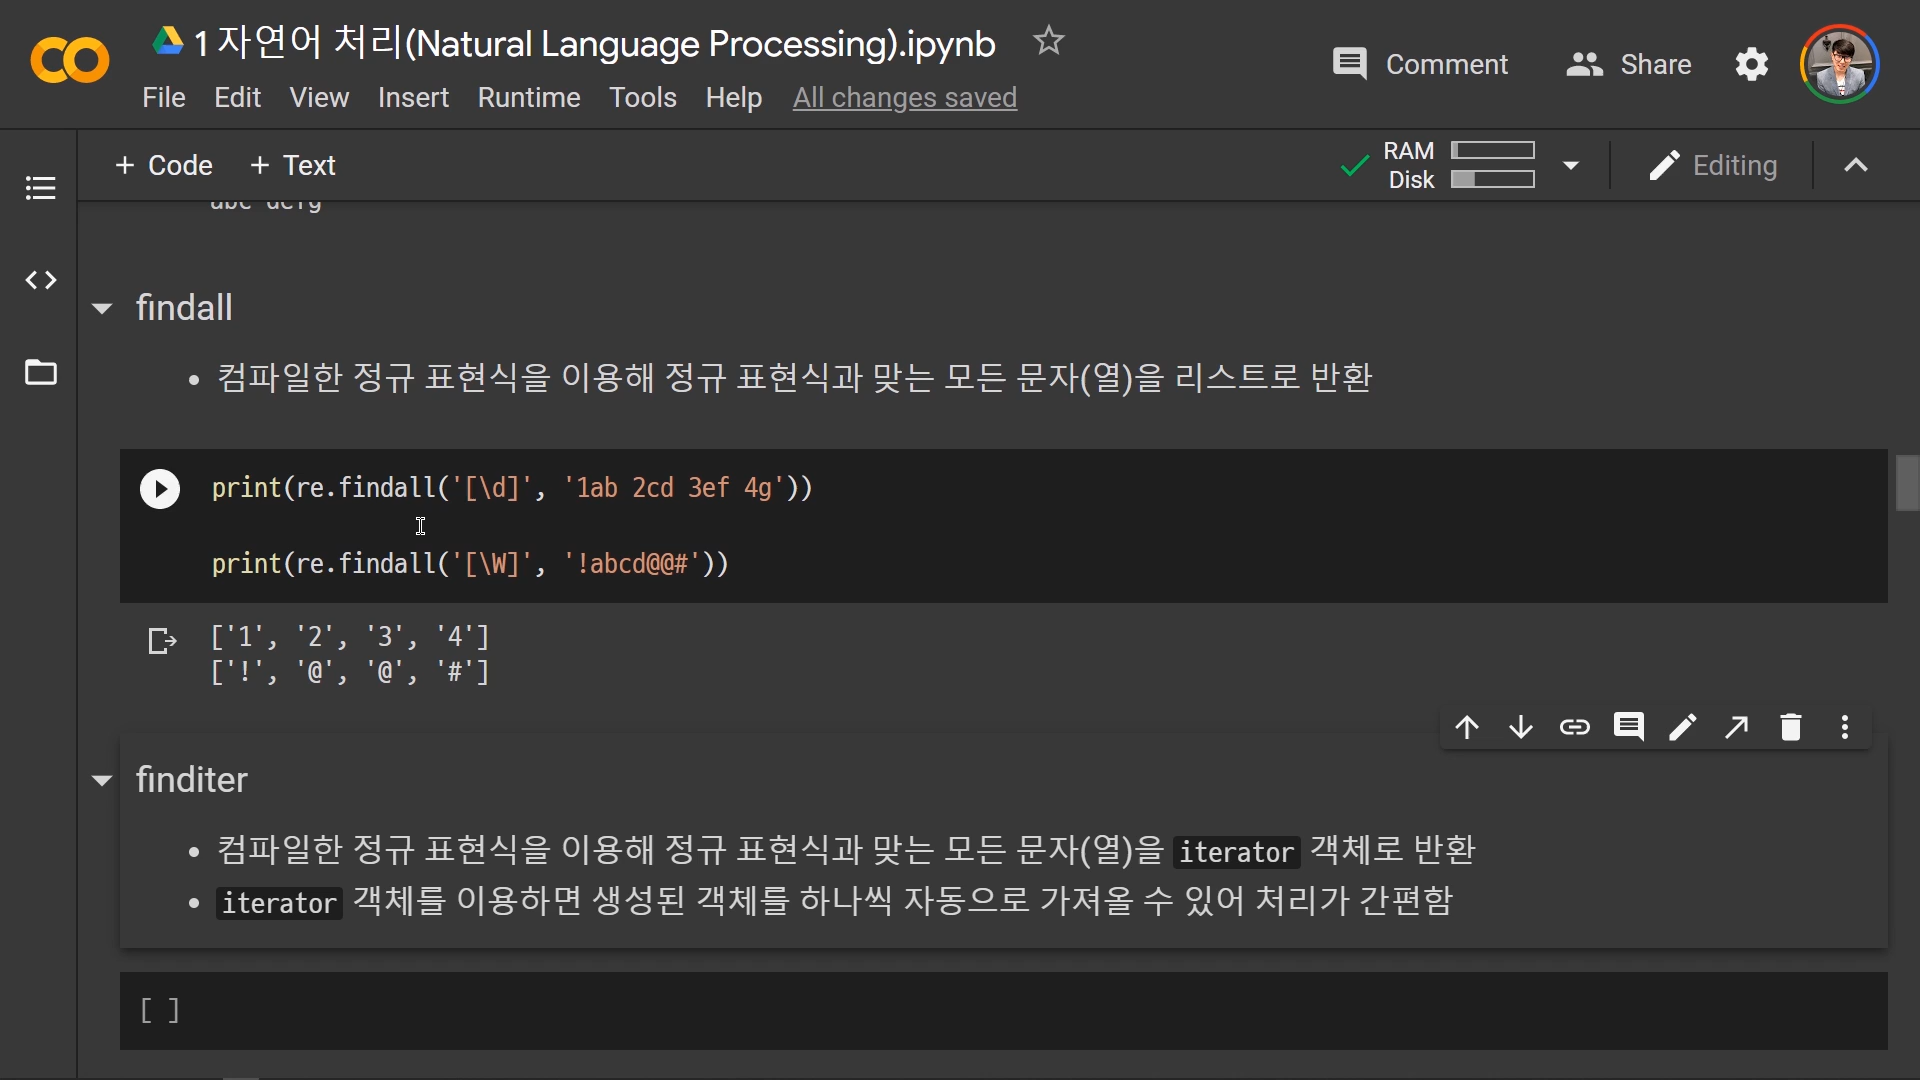 1 자연어 처리(Natural Language Processing).ipynb
Comment
Share
File Edit View Insert Runtime Tools Help All changes saved
+ Code + Text
RAM
Disk
Editing
abc defg
findall
• 컴파일한 정규 표현식을 이용해 정규 표현식과 맞는 모든 문자(열)을 리스트로 반환
print(re.findall('[\d]', '1ab 2cd 3ef 4g'))
print(re.findall('[\W]', '!abcd@@#'))
['1', '2', '3', '4']
['!', '@', '@', '#']
finditer
• 컴파일한 정규 표현식을 이용해 정규 표현식과 맞는 모든 문자(열)을 iterator 객체로 반환
• iterator 객체를 이용하면 생성된 객체를 하나씩 자동으로 가져올 수 있어 처리가 간편함
[ ]